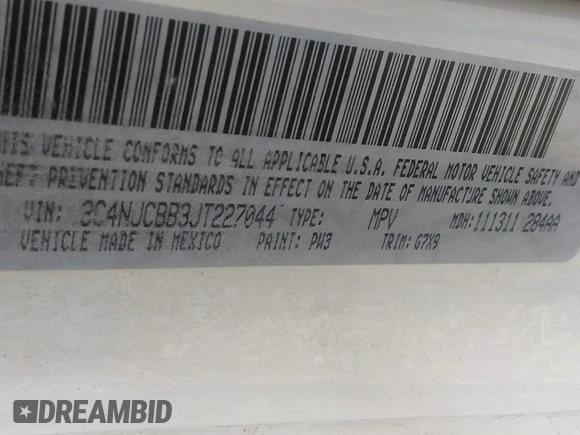 THIS VEHICLE CONFORMS TO ALL APPLICABLE U.S.A. FEDERAL MOTOR VEHICLE SAFETY AND
THEFT PREVENTION STANDARDS IN EFFECT ON THE DATE OF MANUFACTURE SHOWN ABOVE.
VIN: 3C4NJCBB3JT227044 TYPE: MPV MDH: 111311 284AA
VEHICLE MADE IN MEXICO PAINT: PW3 TRIM: G7X9
DREAMBID